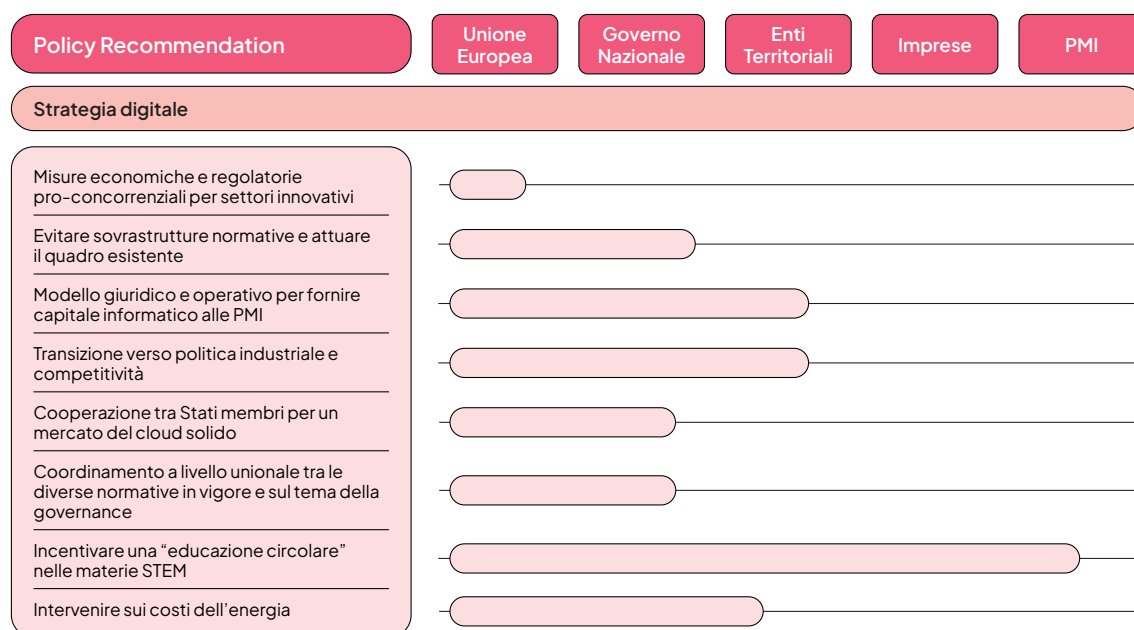 Policy Recommendation
Unione
Europea
Governo
Nazionale
Enti
Territoriali
Imprese
PMI
Strategia digitale
Misure economiche e regolatorie
pro-concorrenziali per settori innovativi
Evitare sovrastrutture normative e attuare
il quadro esistente
Modello giuridico e operativo per fornire
capitale informatico alle PMI
Transizione verso politica industriale e
competitività
Cooperazione tra Stati membri per un
mercato del cloud solido
Coordinamento a livello unionale tra le
diverse normative in vigore e sul tema della
governance
Incentivare una “educazione circolare”
nelle materie STEM
Intervenire sui costi dell’energia